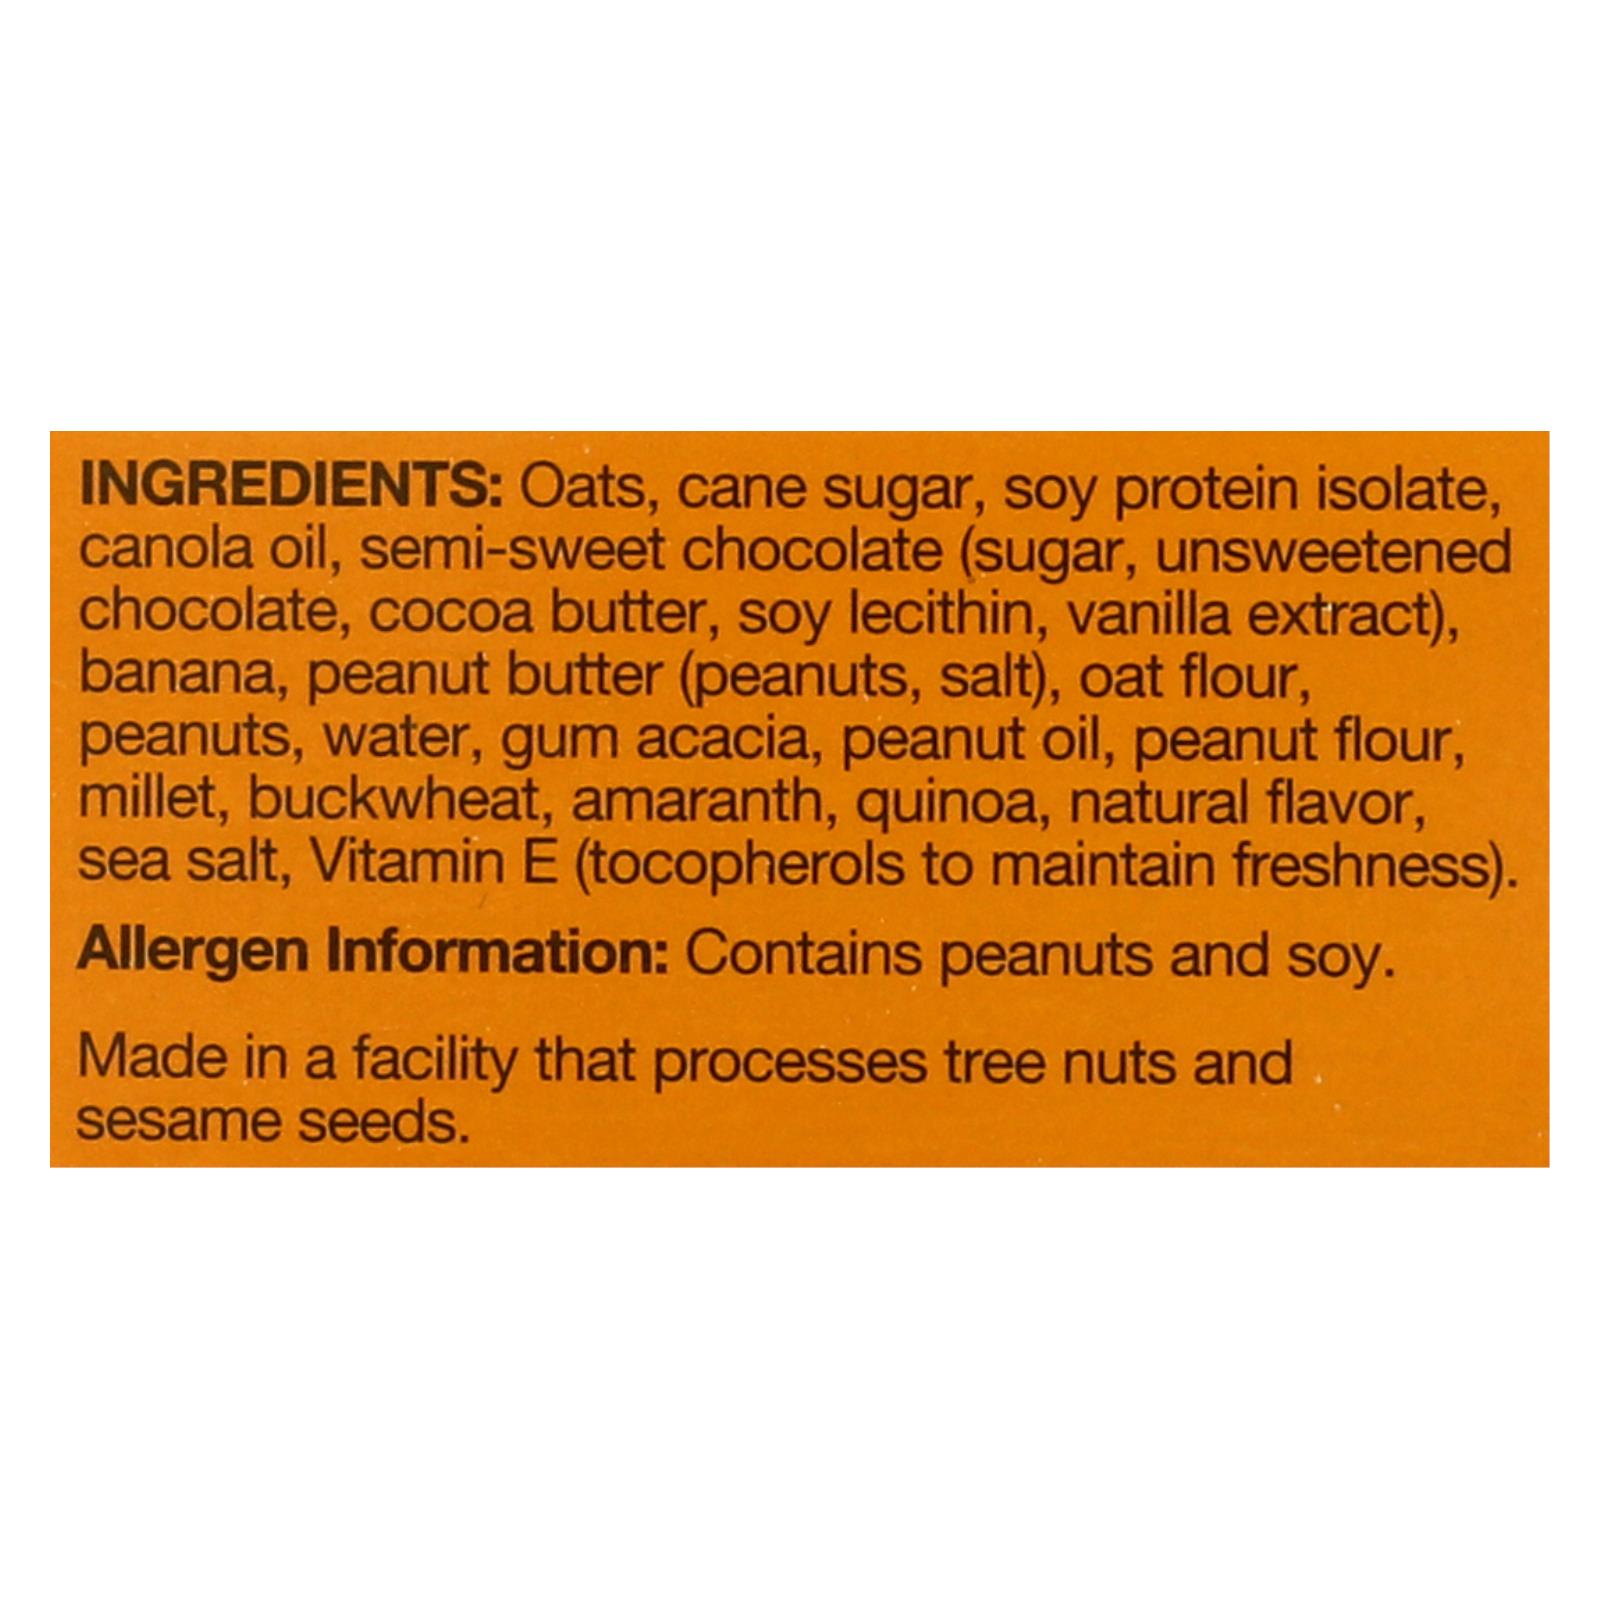 INGREDIENTS: Oats, cane sugar, soy protein isolate,
canola oil, semi-sweet chocolate (sugar, unsweetened
chocolate, cocoa butter, soy lecithin, vanilla extract),
banana, peanut butter (peanuts, salt), oat flour,
peanuts, water, gum acacia, peanut oil, peanut flour,
millet, buckwheat, amaranth, quinoa, natural flavor,
sea salt, Vitamin E (tocopherols to maintain freshness).
Allergen Information: Contains peanuts and soy.
Made in a facility that processes tree nuts and
sesame seeds.